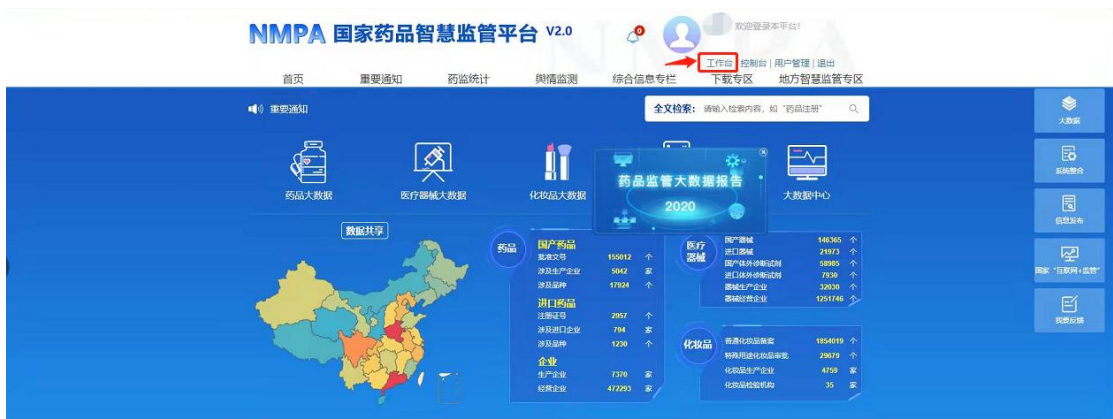 NMPA 国家药品智慧监管平台 V2.0
欢迎登录本平台!
工作台 | 控制台 | 用户管理 | 退出
首页 重要通知 药监统计 舆情监测 综合信息专栏 下载专区 地方智慧监管专区
重要通知
全文检索: 请输入检索内容，如“药品注册”
药品大数据 医疗器械大数据 化妆品大数据 大数据中心
药品监管大数据报告
2020
数据共享
药品
国产药品
批准文号 155012 个
涉及生产企业 5042 家
涉及品种 17924 个
进口药品
注册证号 2957 个
涉及进口企业 794 家
涉及品种 1230 个
企业
生产企业 7370 家
经营企业 472293 家
医疗器械
国产器械 146365 个
进口器械 21973 个
国产体外诊断试剂 58985 个
进口体外诊断试剂 7930 个
器械生产企业 32030 个
器械经营企业 1251746 个
化妆品
普通化妆品备案 1854019 个
特殊用途化妆品审批 29679 个
化妆品生产企业 4759 家
化妆品检验机构 35 家
大数据
系统整合
信息发布
国家“互联网+监管”
我要反馈